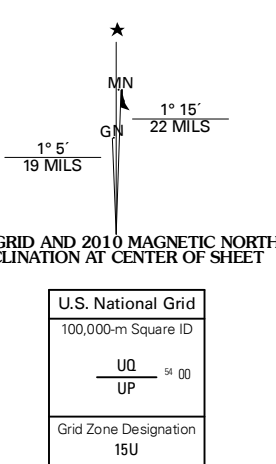 ★
MN
1° 15´
22 MILS
GN
1° 5´
19 MILS
GRID AND 2010 MAGNETIC NORTH
CLINATION AT CENTER OF SHEET
U.S. National Grid
100,000-m Square ID
UQ
54 00
UP
Grid Zone Designation
15U